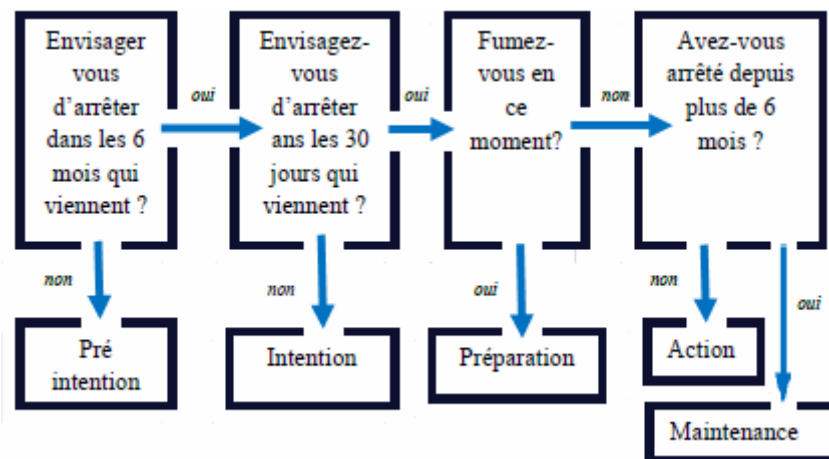 Envisager
vous
d'arrêter
dans les 6
mois qui
viennent ?
oui
Envisagez-
vous
d'arrêter
ans les 30
jours qui
viennent ?
oui
Fumez-
vous en
ce
moment?
non
Avez-vous
arrêté depuis
plus de 6
mois ?
non
non
oui
non
oui
Pré
intention
Intention
Préparation
Action
Maintenance